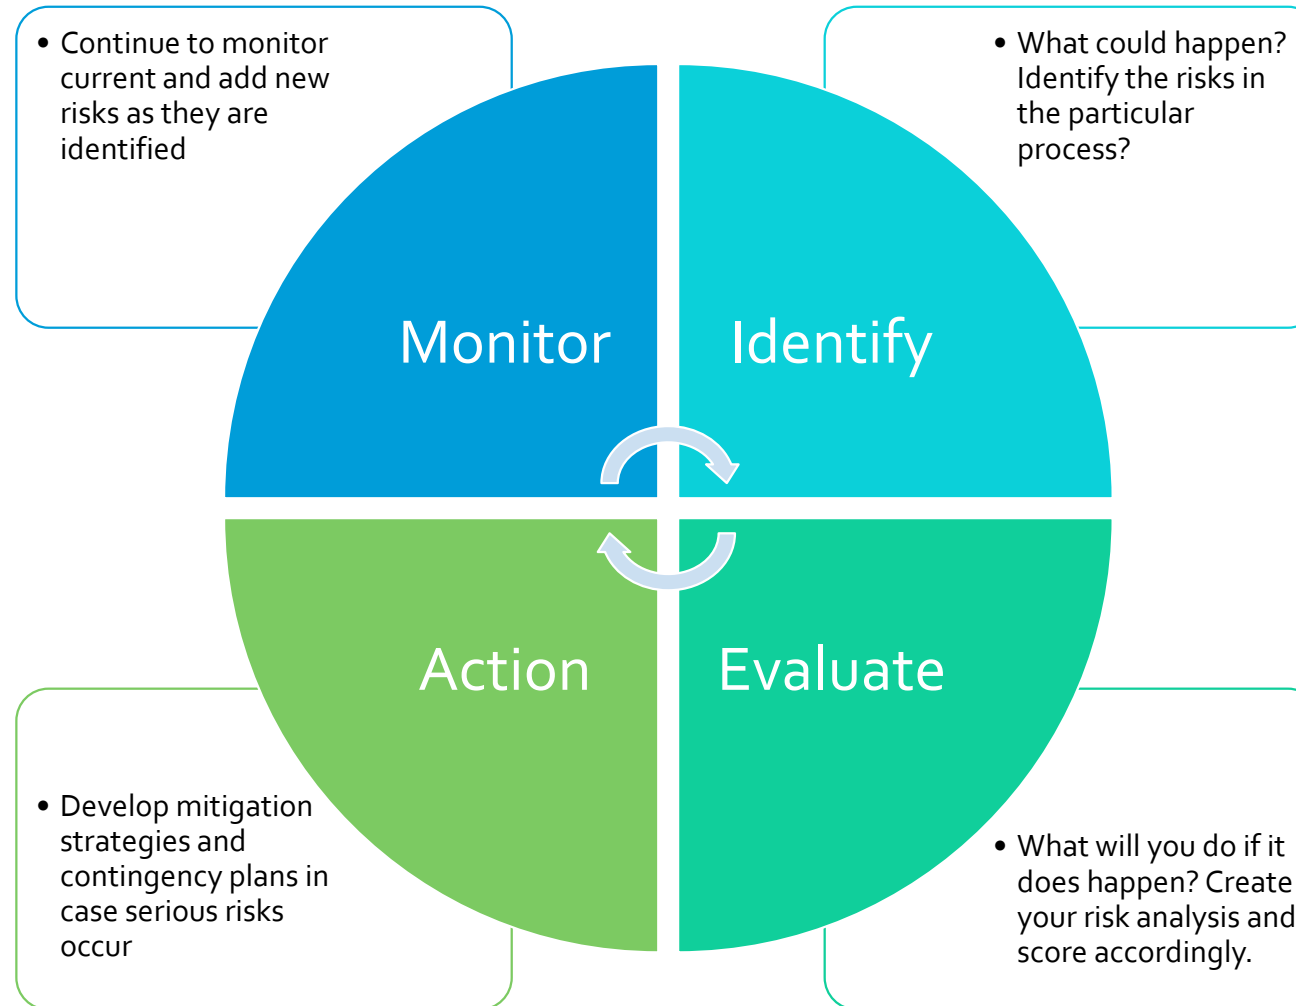 • Continue to monitor
current and add new
risks as they are
identified
• What could happen?
Identify the risks in
the particular
process?
Monitor
Identify
Action
Evaluate
• Develop mitigation
strategies and
contingency plans in
case serious risks
occur
• What will you do if it
does happen? Create
your risk analysis and
score accordingly.